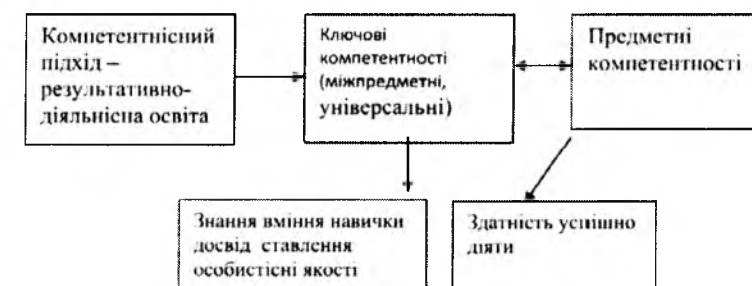 Компетентнісний
підхід –
результативно-
діяльнісна освіта
Ключові
компетентності
(міжпредметні,
універсальні)
Предметні
компетентності
Знання вміння навички
досвід ставлення
особистісні якості
Здатність успішно
діяти